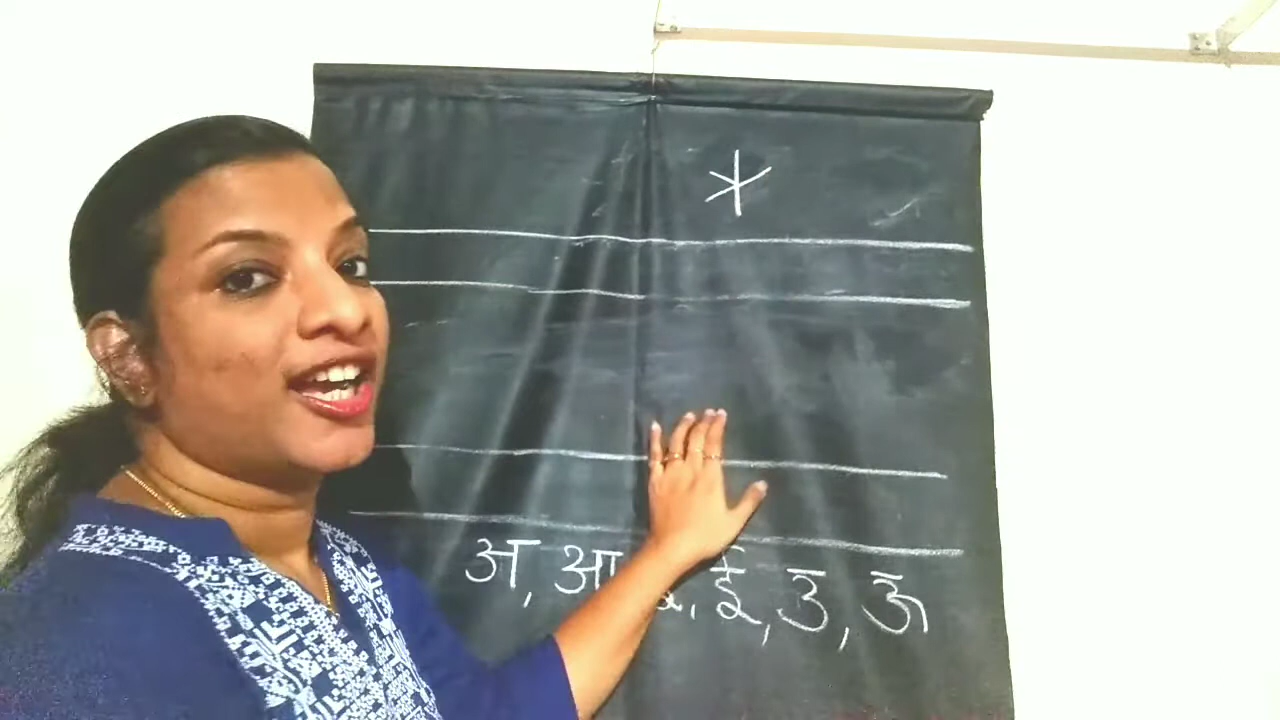 अ, आ, ई, उ, ऊ